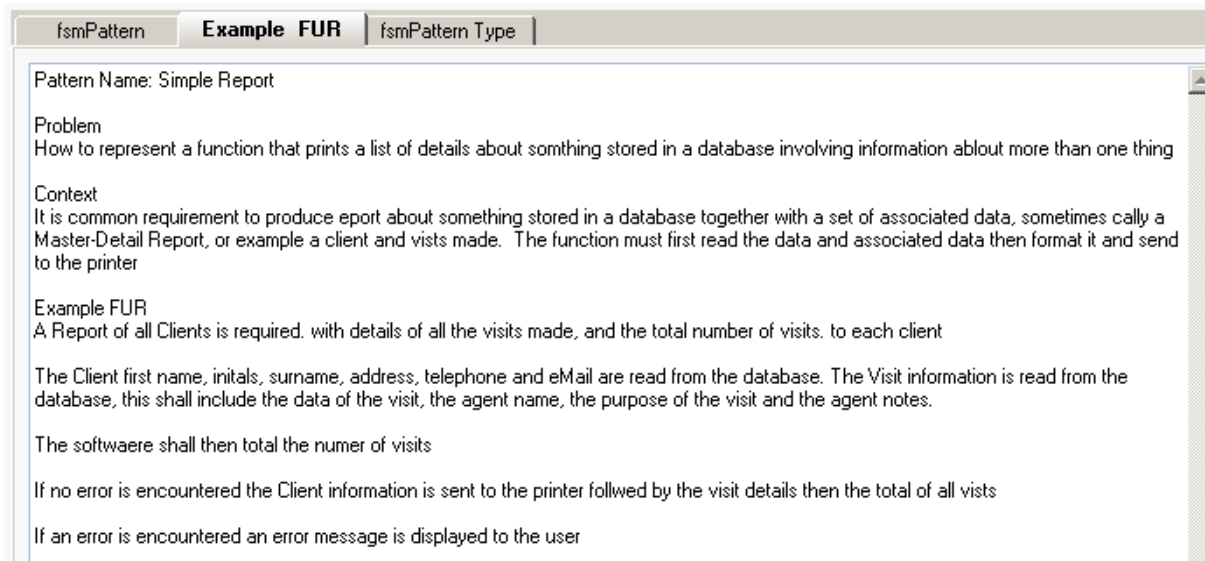 fsmPattern Example FUR fsmPattern Type
Pattern Name: Simple Report
Problem
How to represent a function that prints a list of details about somthing stored in a database involving information ablout more than one thing
Context
It is common requirement to produce eport about something stored in a database together with a set of associated data, sometimes cally a
Master-Detail Report, or example a client and vists made. The function must first read the data and associated data then format it and send
to the printer
Example FUR
A Report of all Clients is required. with details of all the visits made, and the total number of visits. to each client
The Client first name, initals, surname, address, telephone and eMail are read from the database. The Visit information is read from the
database, this shall include the data of the visit, the agent name, the purpose of the visit and the agent notes.
The softwaere shall then total the numer of visits
If no error is encountered the Client information is sent to the printer follwed by the visit details then the total of all vists
If an error is encountered an error message is displayed to the user